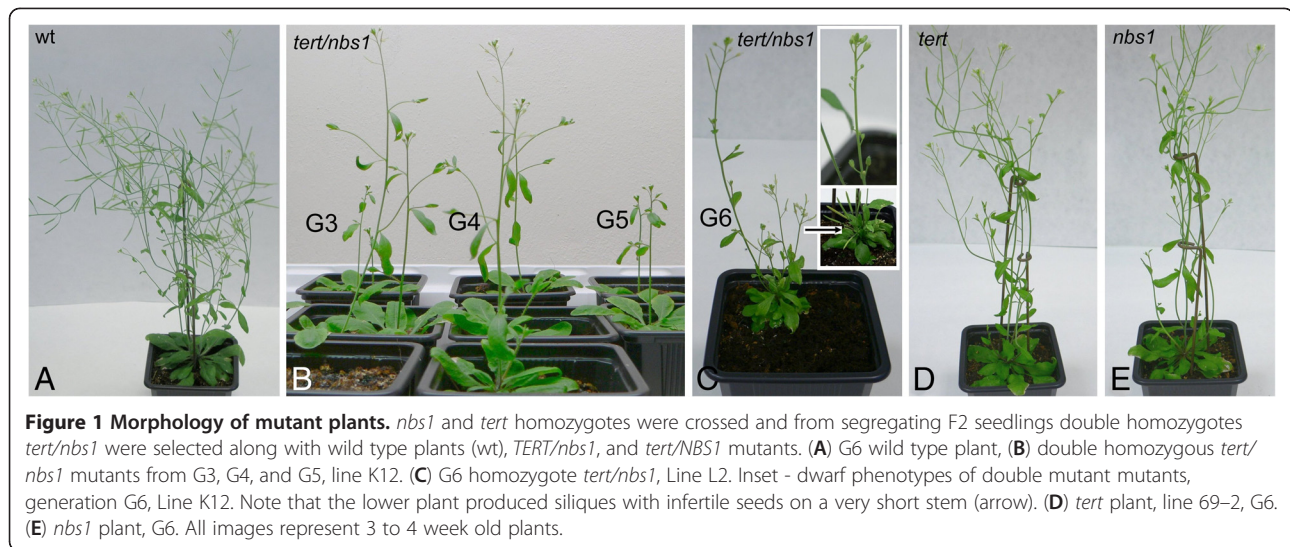 wt
tert/nbs1
tert/nbs1
tert
nbs1
G3
G4
G5
G6
A
B
C
D
E
Figure 1 Morphology of mutant plants. nbs1 and tert homozygotes were crossed and from segregating F2 seedlings double homozygotes
tert/nbs1 were selected along with wild type plants (wt), TERT/nbs1, and tert/NBS1 mutants. (A) G6 wild type plant, (B) double homozygous tert/
nbs1 mutants from G3, G4, and G5, line K12. (C) G6 homozygote tert/nbs1, Line L2. Inset - dwarf phenotypes of double mutant mutants,
generation G6, Line K12. Note that the lower plant produced siliques with infertile seeds on a very short stem (arrow). (D) tert plant, line 69–2, G6.
(E) nbs1 plant, G6. All images represent 3 to 4 week old plants.